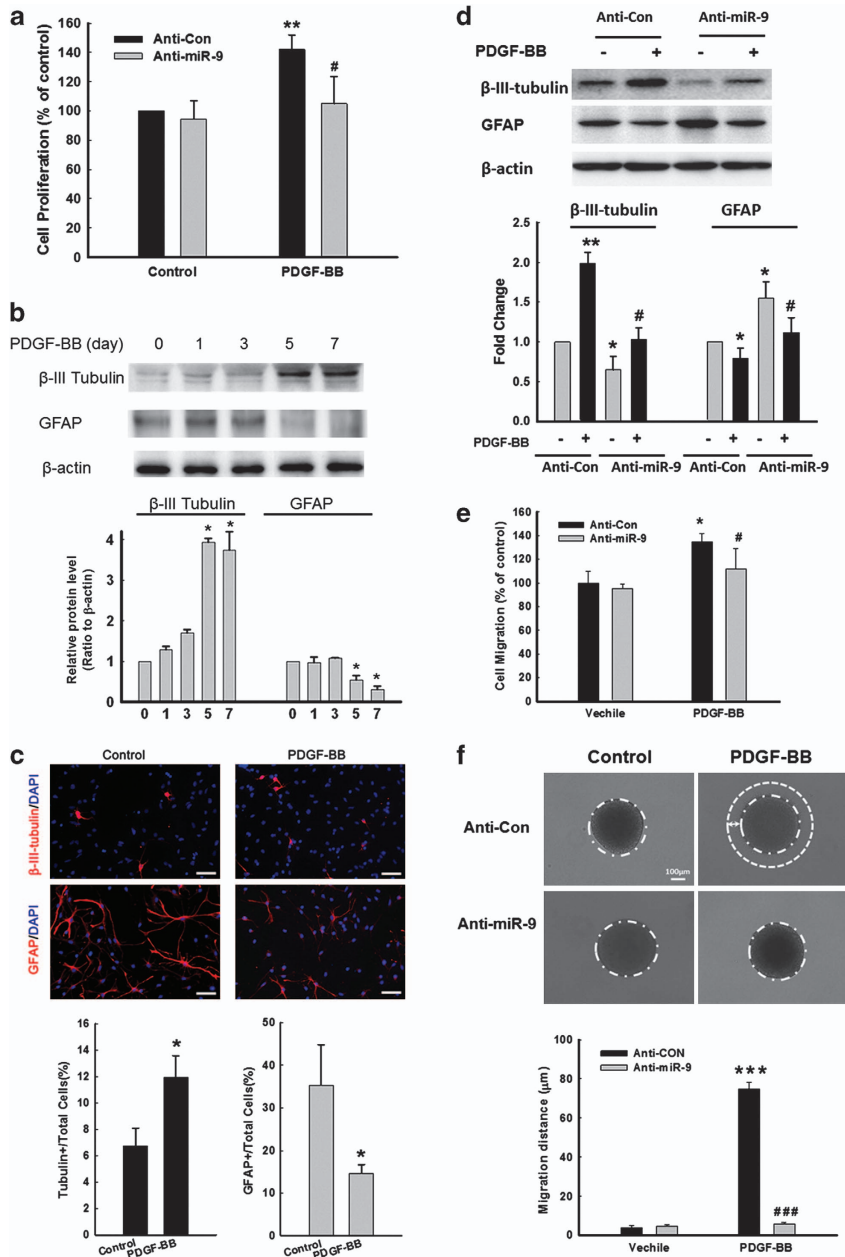 a
160
140
120
100
80
60
40
20
0
Cell Proliferation (% of control)
Anti-Con
Anti-miR-9
**
#
Control
PDGF-BB
b
PDGF-BB (day) 0 1 3 5 7
β-III Tubulin
GFAP
β-actin
β-III Tubulin GFAP
4
3
2
1
0
Relative protein level
(Ratio to β-actin)
* * * *
0 1 3 5 7 0 1 3 5 7
c
Control PDGF-BB
β-III-tubulin/DAPI
GFAP/DAPI
16
14
12
10
8
6
4
2
0
Tubulin+/Total Cells(%)
*
Control PDGF-BB
50
40
30
20
10
0
GFAP+/Total Cells(%)
*
Control PDGF-BB
d
Anti-Con Anti-miR-9
PDGF-BB - + - +
β-III-tubulin
GFAP
β-actin
β-III-tubulin GFAP
2.5
2.0
1.5
1.0
0.5
0.0
Fold Change
** * # * * #
PDGF-BB - + - + - + - +
Anti-Con Anti-miR-9 Anti-Con Anti-miR-9
e
160
140
120
100
80
60
40
20
0
Cell Migration (% of control)
Anti-Con
Anti-miR-9
*
#
Vechile PDGF-BB
f
Control PDGF-BB
Anti-Con
100μm
Anti-miR-9
100
80
60
40
20
0
Migration distance (μm)
Anti-CON
Anti-miR-9
***
###
Vechile PDGF-BB